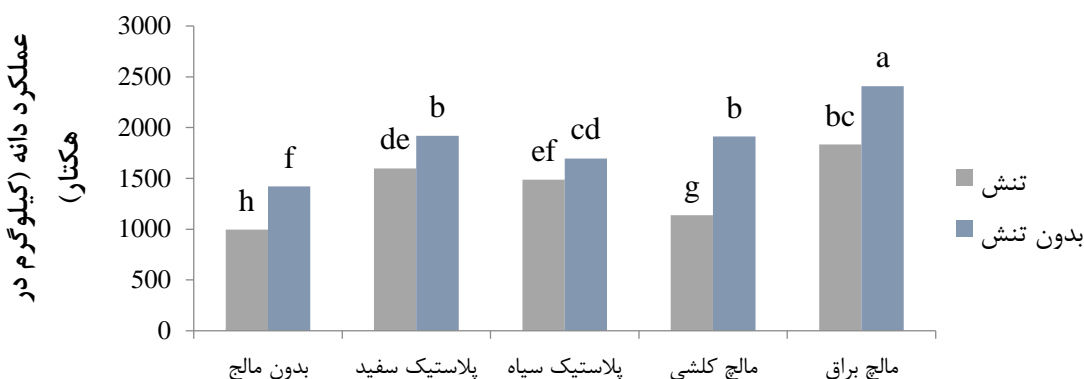 عملکرد دانه (کیلوگرم در
هکتار)
3000
2500
2000
1500
1000
500
0
h
f
de
b
ef
cd
g
b
bc
a
بدون مالچ
پلاستیک سفید
پلاستیک سیاه
مالچ کلشی
مالچ براق
تنش
بدون تنش